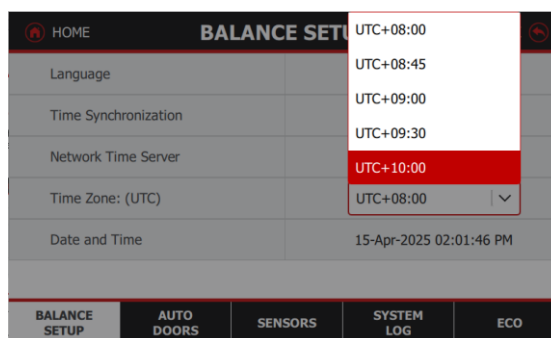 HOME
BALANCE SETU
UTC+08:00
UTC+08:45
UTC+09:00
UTC+09:30
UTC+10:00
Language
Time Synchronization
Network Time Server
Time Zone: (UTC)
UTC+08:00
Date and Time
15-Apr-2025 02:01:46 PM
BALANCE
SETUP
AUTO
DOORS
SENSORS
SYSTEM
LOG
ECO